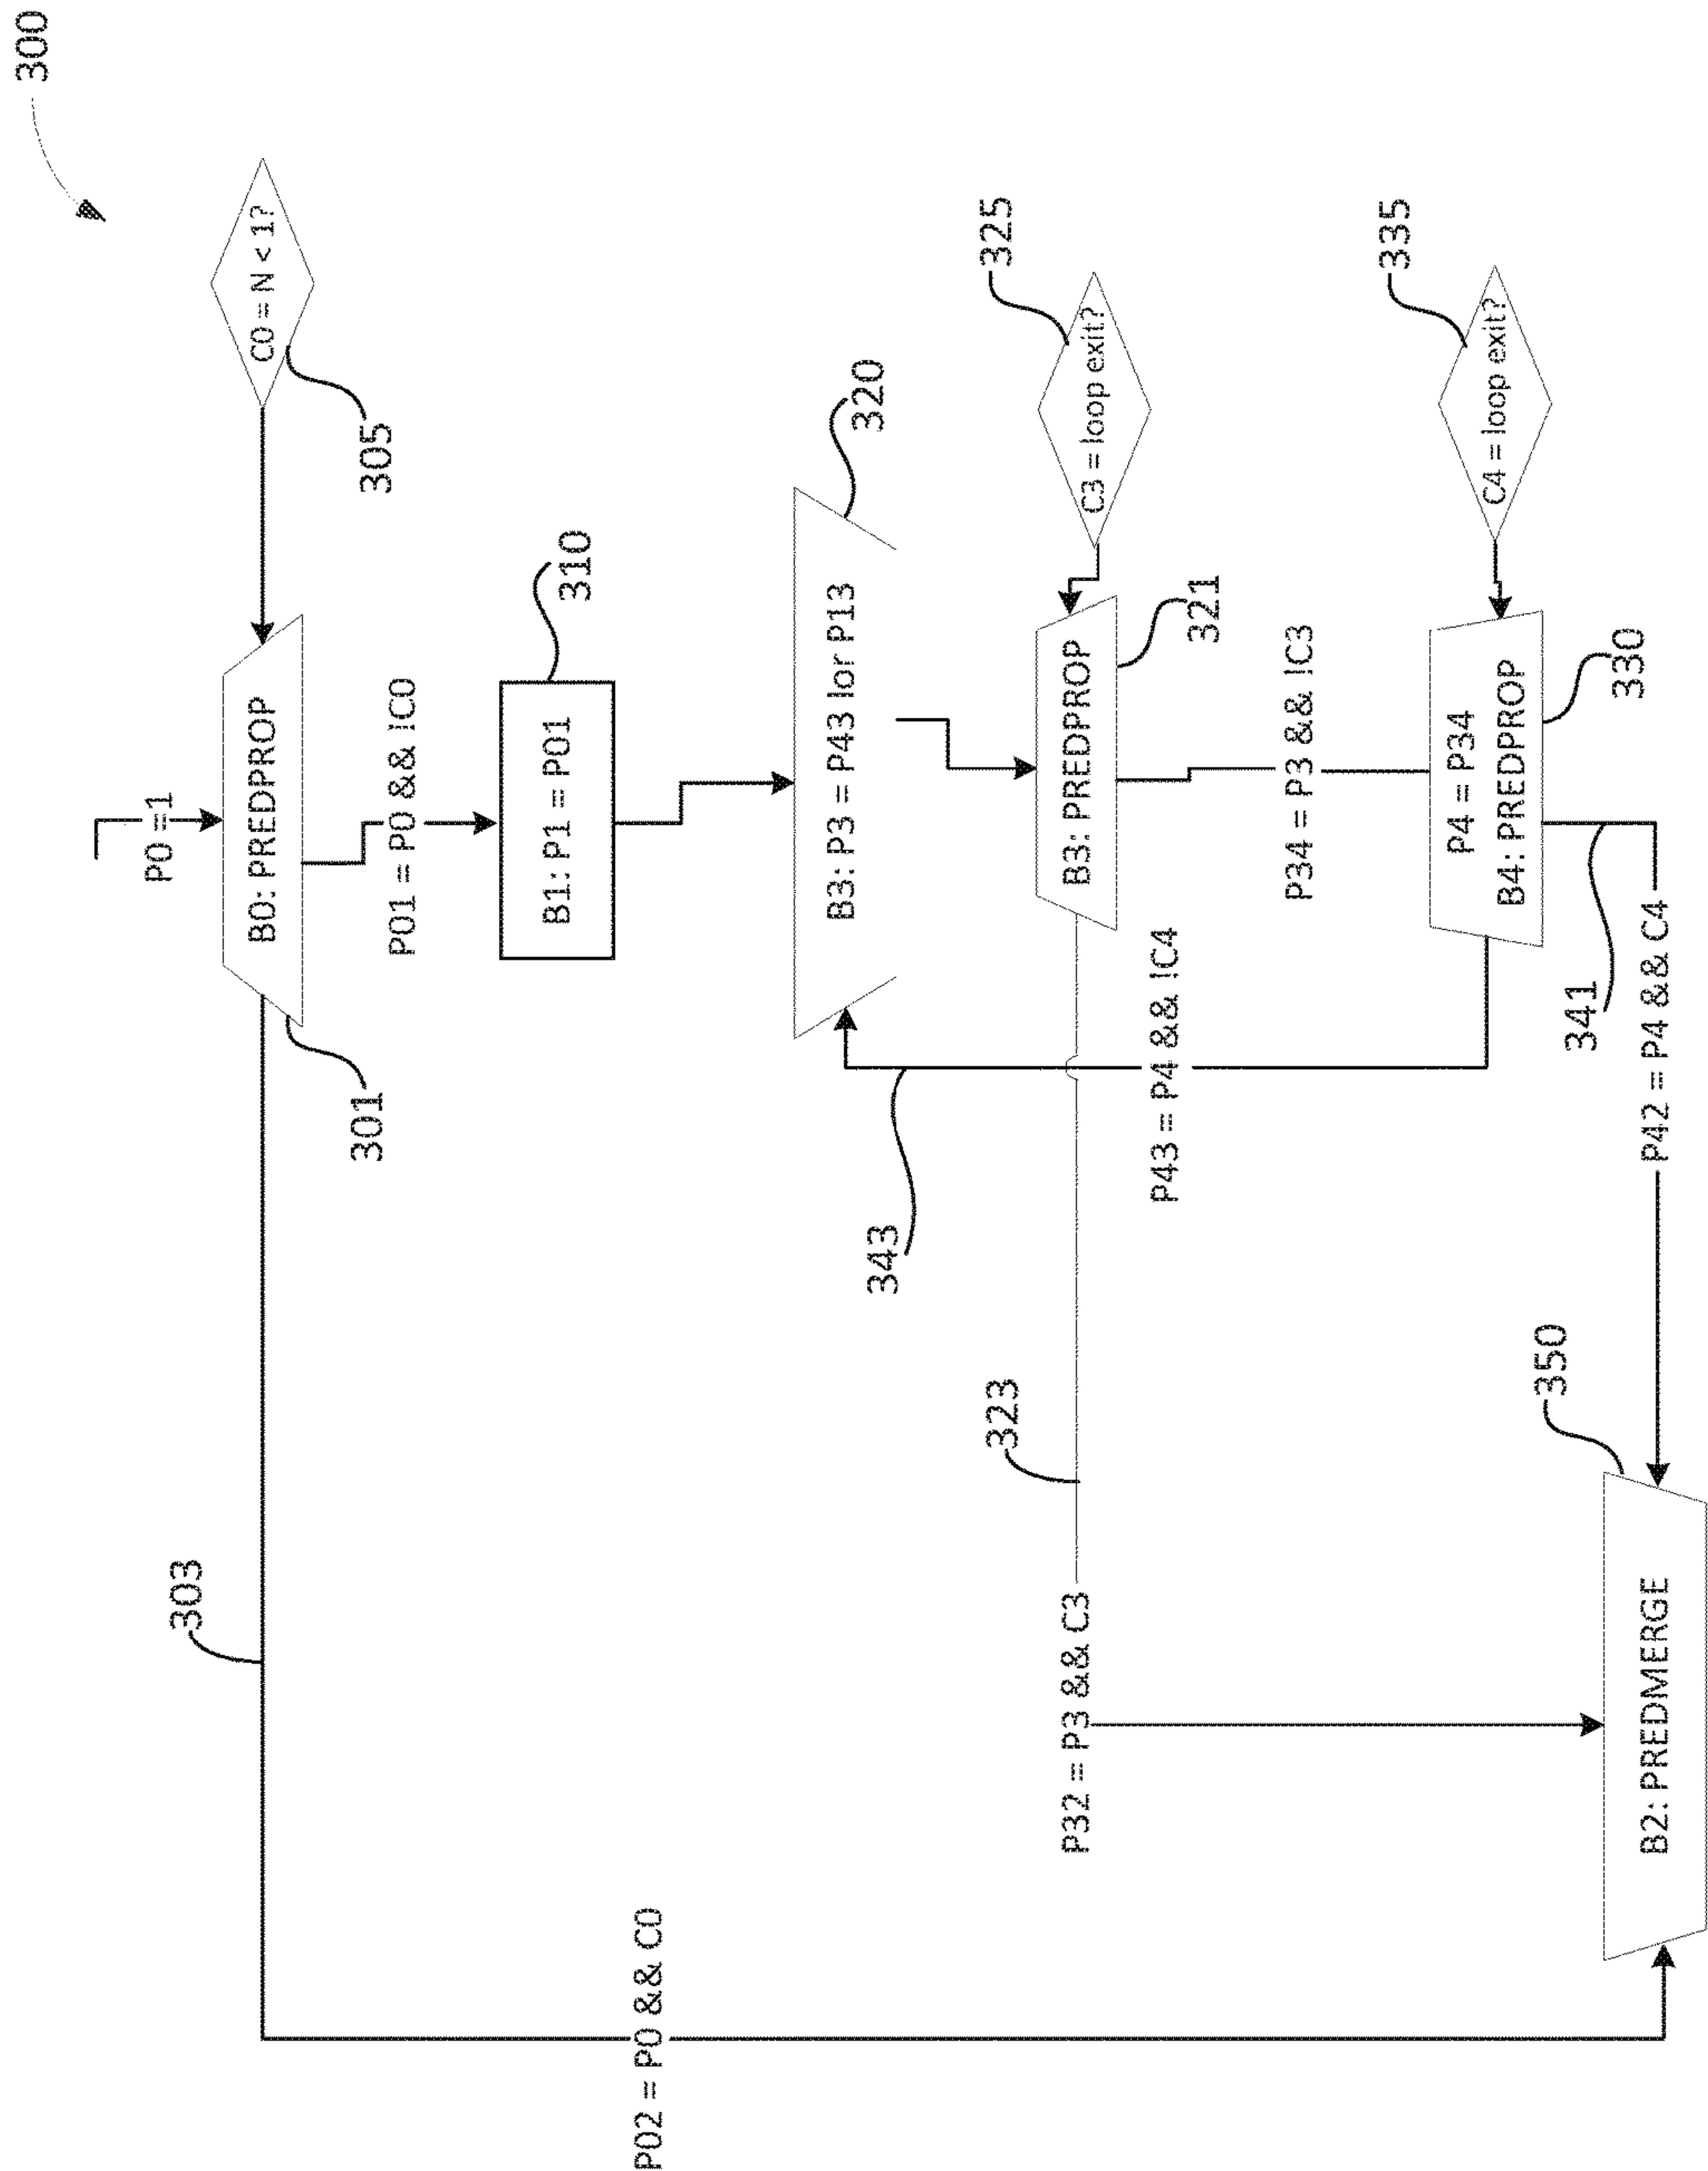 300
P0 =1
C0 = N < 1?
305
B0: PREDPROP
301
303
P01 = P0 && !C0
P02 = P0 && C0
B1: P1 = P01
310
B3: P3 = P43 lor P13
320
343
325
C3 = loop exit?
B3: PREDPROP
321
323
P32 = P3 && C3
P43 = P4 && !C4
P34 = P3 && !C3
335
C4 = loop exit?
P4 = P34
B4: PREDPROP
330
341
P42 = P4 && C4
350
B2: PREDMERGE